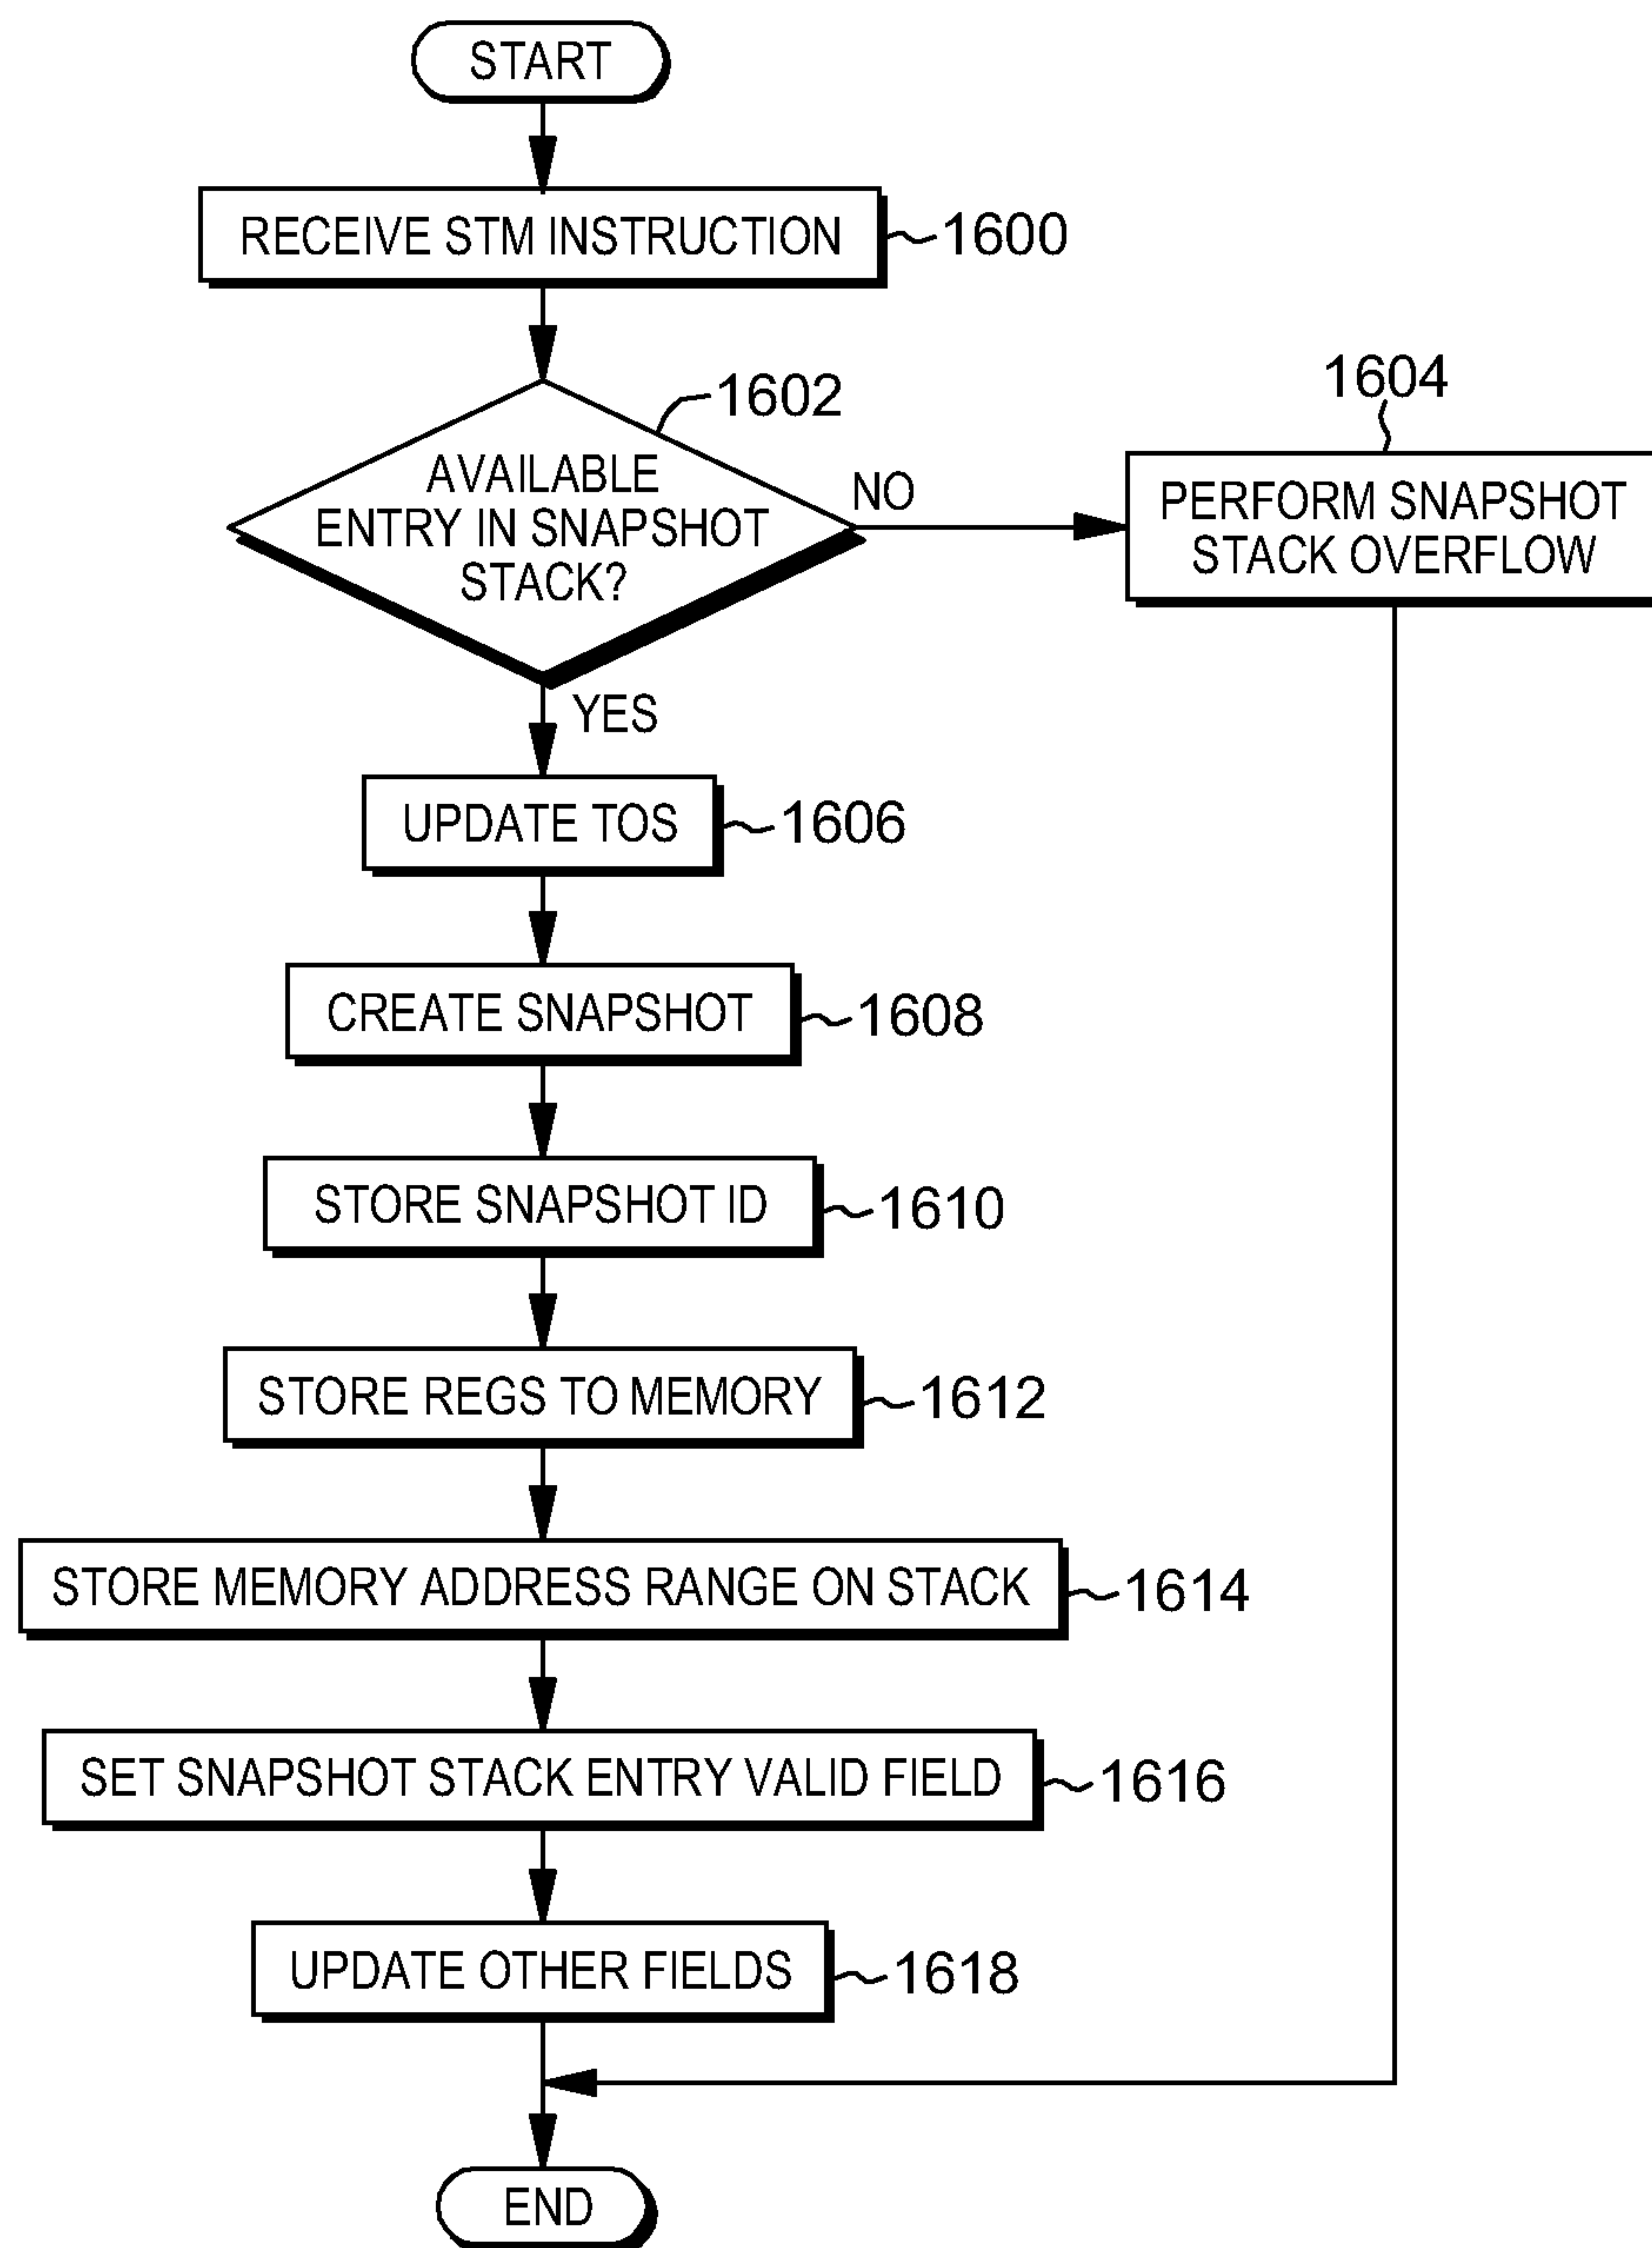 START
RECEIVE STM INSTRUCTION
1600
1602
AVAILABLE
ENTRY IN SNAPSHOT
STACK?
NO
1604
PERFORM SNAPSHOT
STACK OVERFLOW
YES
UPDATE TOS
1606
CREATE SNAPSHOT
1608
STORE SNAPSHOT ID
1610
STORE REGS TO MEMORY
1612
STORE MEMORY ADDRESS RANGE ON STACK
1614
SET SNAPSHOT STACK ENTRY VALID FIELD
1616
UPDATE OTHER FIELDS
1618
END